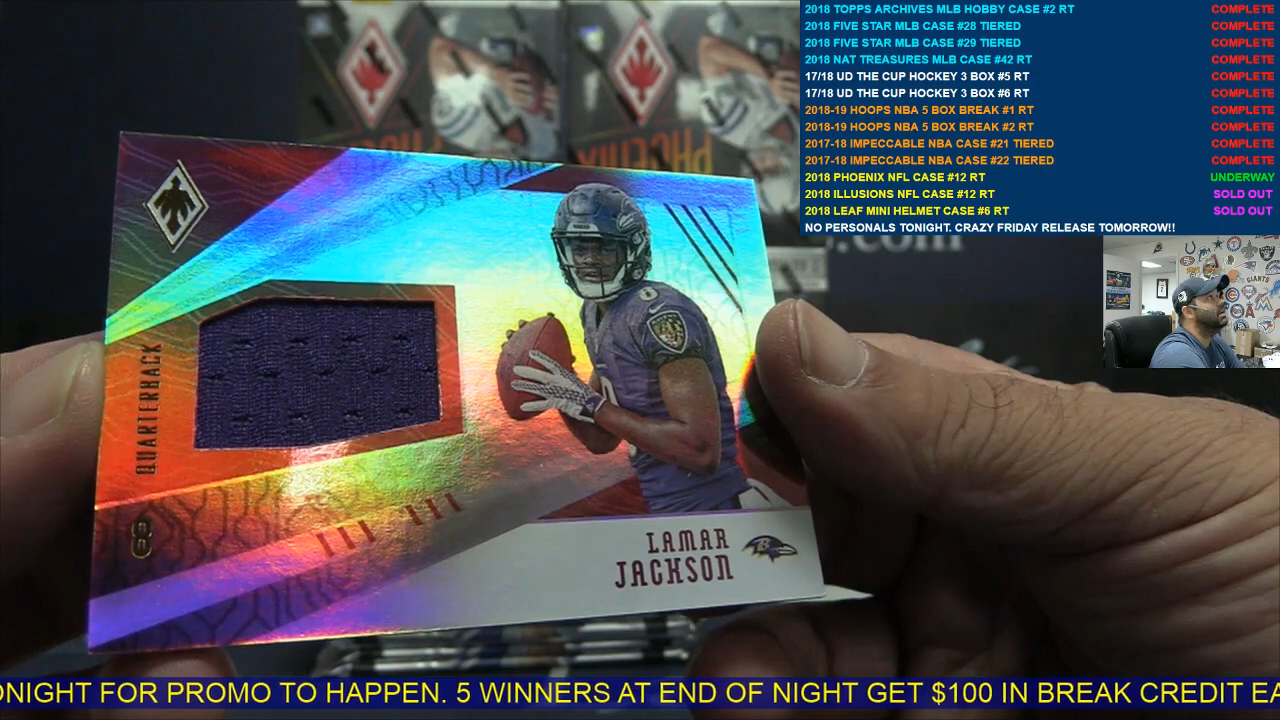 2018 TOPPS ARCHIVES MLB HOBBY CASE #2 RT COMPLETE
2018 FIVE STAR MLB CASE #28 TIERED COMPLETE
2018 FIVE STAR MLB CASE #29 TIERED COMPLETE
2018 NAT TREASURES MLB CASE #42 RT COMPLETE
17/18 UD THE CUP HOCKEY 3 BOX #5 RT COMPLETE
17/18 UD THE CUP HOCKEY 3 BOX #6 RT COMPLETE
2018-19 HOOPS NBA 5 BOX BREAK #1 RT COMPLETE
2018-19 HOOPS NBA 5 BOX BREAK #2 RT COMPLETE
2017-18 IMPECCABLE NBA CASE #21 TIERED COMPLETE
2017-18 IMPECCABLE NBA CASE #22 TIERED COMPLETE
2018 PHOENIX NFL CASE #12 RT UNDERWAY
2018 ILLUSIONS NFL CASE #12 RT SOLD OUT
2018 LEAF MINI HELMET CASE #6 RT SOLD OUT
NO PERSONALS TONIGHT. CRAZY FRIDAY RELEASE TOMORROW!!
PHOENIX
.com
QUARTERBACK
8
LAMAR
JACKSON
ONIGHT FOR PROMO TO HAPPEN. 5 WINNERS AT END OF NIGHT GET $100 IN BREAK CREDIT EA